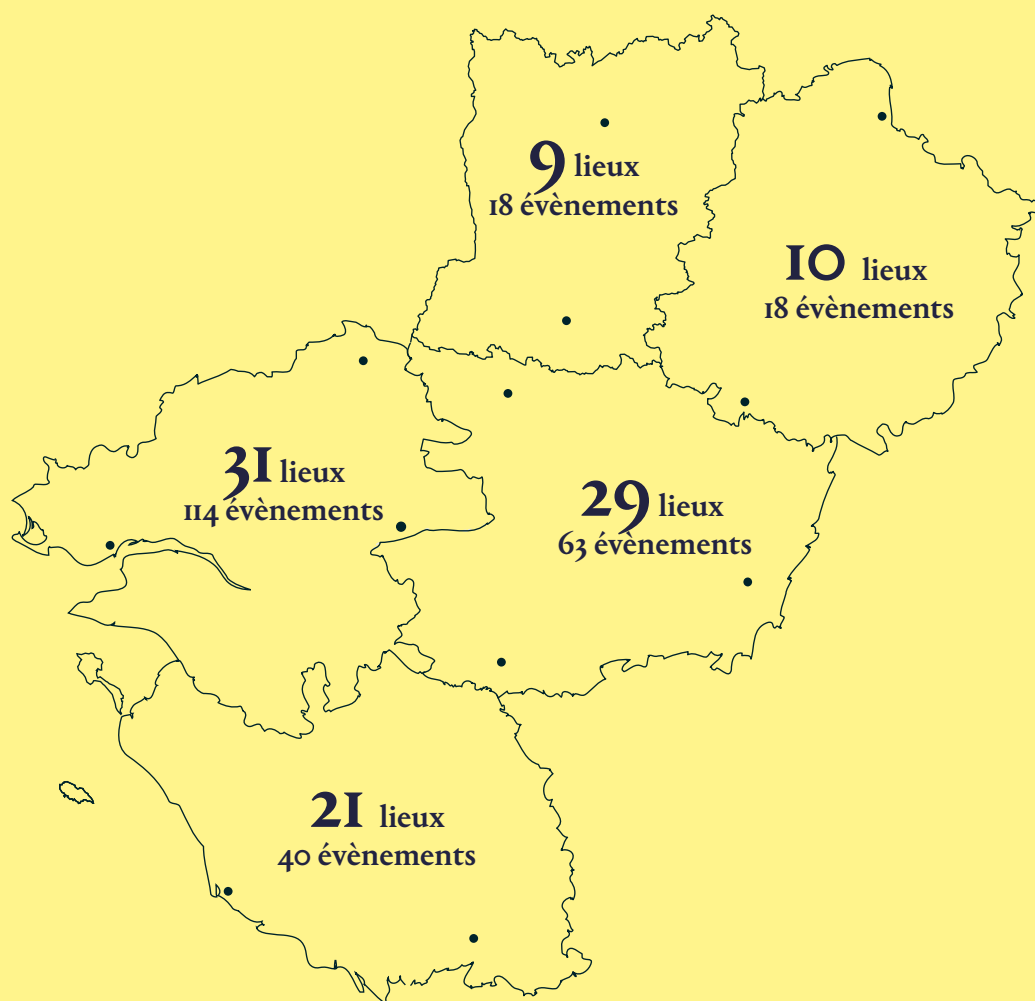 9 lieux
18 évènements
10 lieux
18 évènements
31 lieux
114 évènements
29 lieux
63 évènements
21 lieux
40 évènements